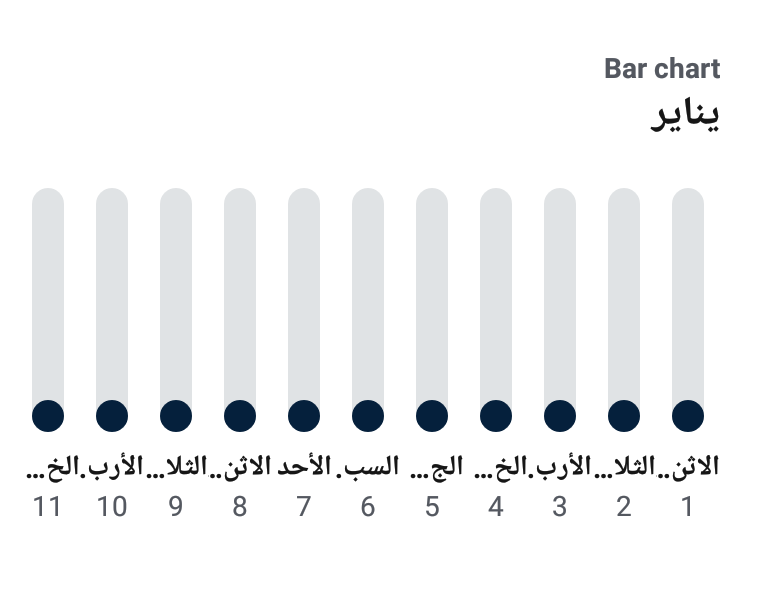 Bar chart
يناير
الاثن.. الثلا... الأرب. الخ... الج... السب. الأحد الاثن.. الثلا... الأرب. الخ...
1 2 3 4 5 6 7 8 9 10 11